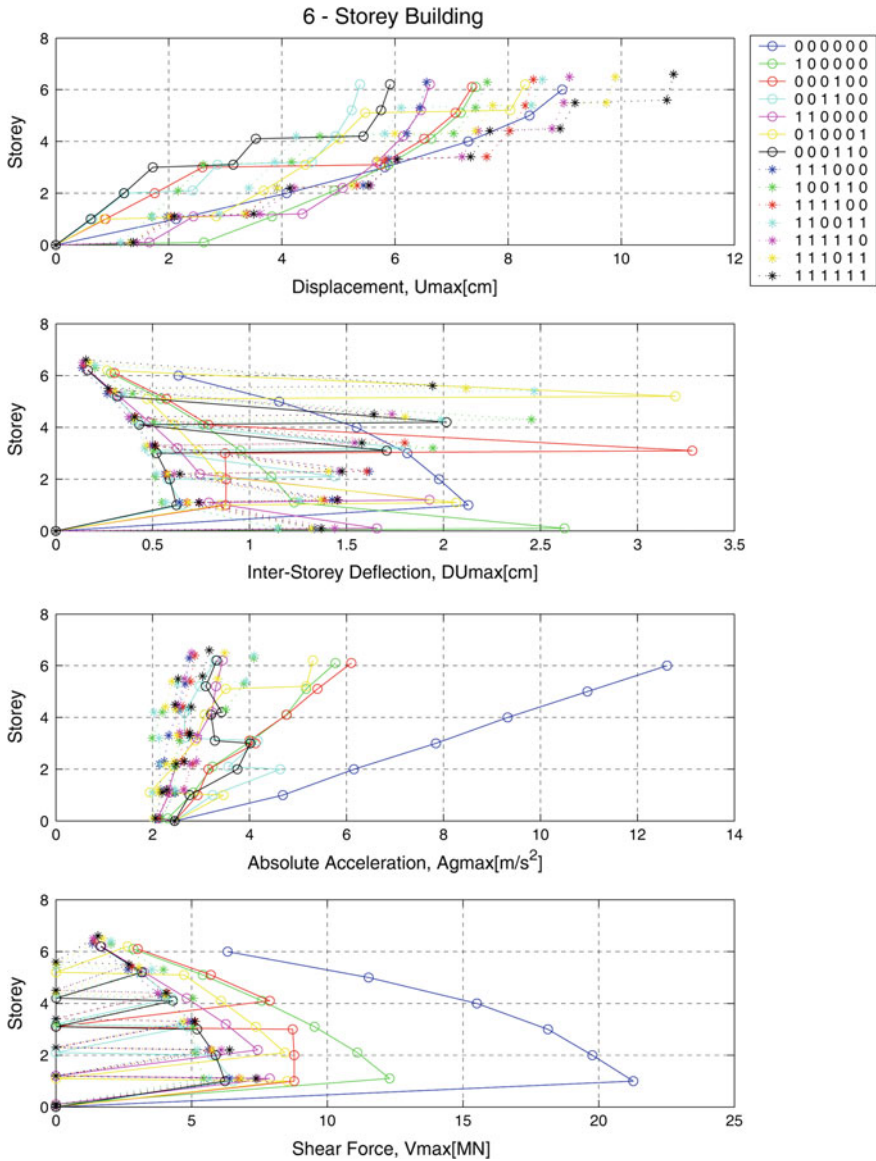 6 - Storey Building
8
6
4
2
0
Storey
0
2
4
6
8
10
12
Displacement, Umax[cm]
0 0 0 0 0 0
1 0 0 0 0 0
0 0 0 1 0 0
0 0 1 1 0 0
1 1 0 0 0 0
0 1 0 0 0 1
0 0 0 1 1 0
1 1 1 0 0 0
1 0 0 1 1 0
1 1 1 1 0 0
1 1 0 0 1 1
1 1 1 1 1 0
1 1 1 0 1 1
1 1 1 1 1 1
8
6
4
2
0
Storey
0
0.5
1
1.5
2
2.5
3
3.5
Inter-Storey Deflection, DUmax[cm]
8
6
4
2
0
Storey
0
2
4
6
8
10
12
14
Absolute Acceleration, Agmax[m/s²]
8
6
4
2
0
Storey
0
5
10
15
20
25
Shear Force, Vmax[MN]